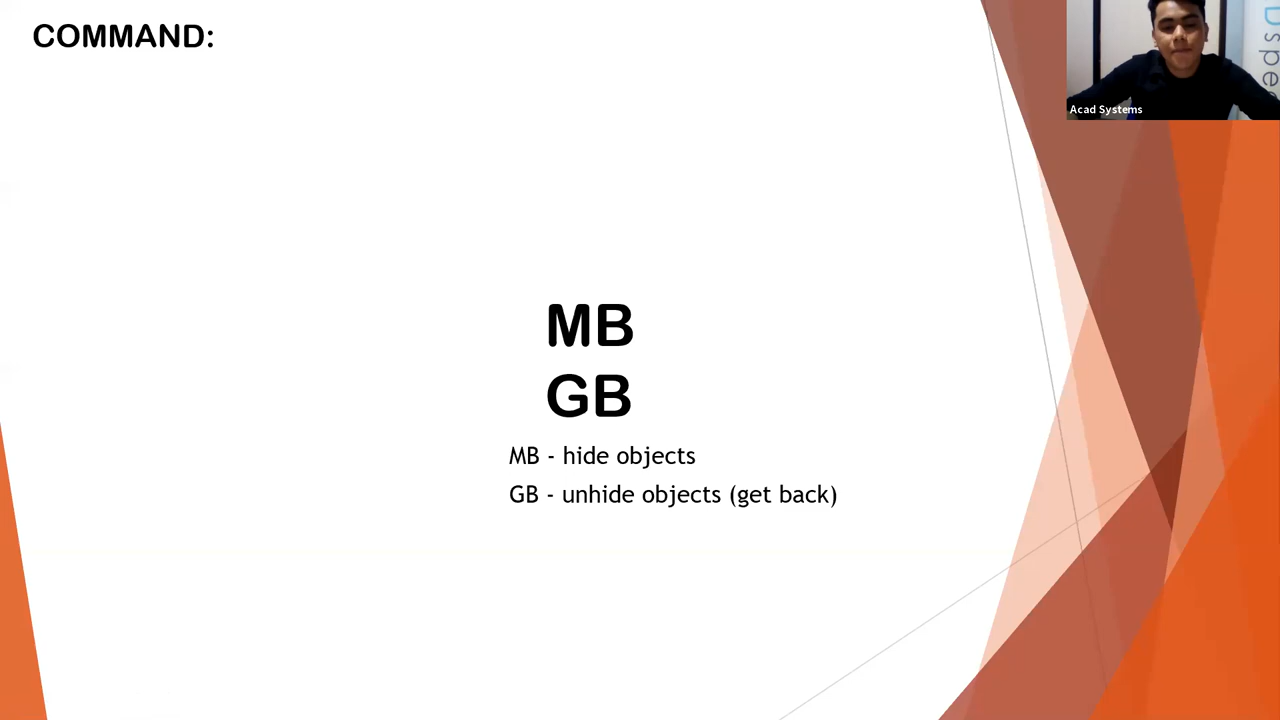 COMMAND:
Acad Systems
MB
GB
MB - hide objects
GB - unhide objects (get back)